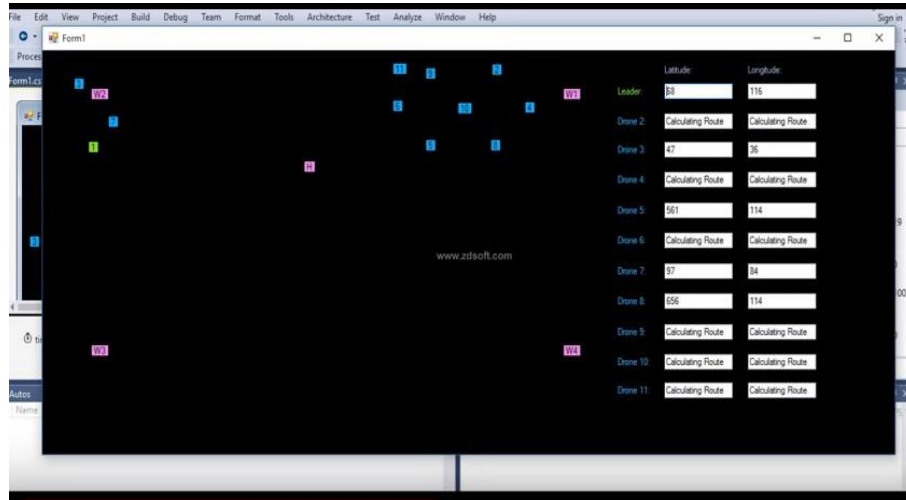 File Edit View Project Build Debug Team Format Tools Architecture Test Analyze Window Help Sign in
Form1
Proces
Form1.cs
Latitude: Longitude:
Leader: 68 116
Drone 2: Calculating Route Calculating Route
Drone 3: 47 36
Drone 4: Calculating Route Calculating Route
Drone 5: 561 114
Drone 6: Calculating Route Calculating Route
Drone 7: 97 84
Drone 8: 656 114
Drone 9: Calculating Route Calculating Route
Drone 10: Calculating Route Calculating Route
Drone 11: Calculating Route Calculating Route
11 9 2
3
W2 W1
6 10 4
7
1 5 8
H
3
www.zdsoft.com
W3 W4
Autos
Name